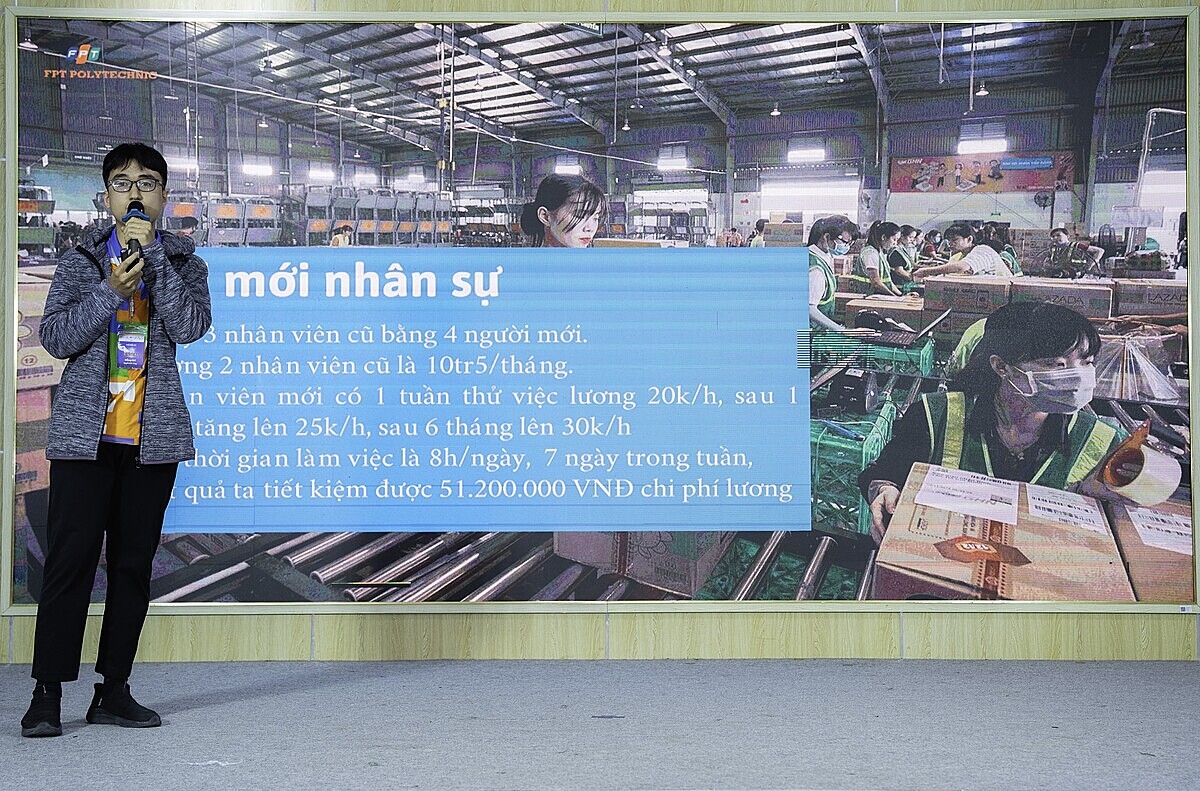 FPT
FPT POLYTECHNIC
mới nhân sự
3 nhân viên cũ bằng 4 người mới.
2 nhân viên cũ là 10tr5/tháng.
viên mới có 1 tuần thử việc lương 20k/h, sau 1
tăng lên 25k/h, sau 6 tháng lên 30k/h
thời gian làm việc là 8h/ngày, 7 ngày trong tuần,
quả ta tiết kiệm được 51.200.000 VNĐ chi phí lương
LAZADA
LAZADA